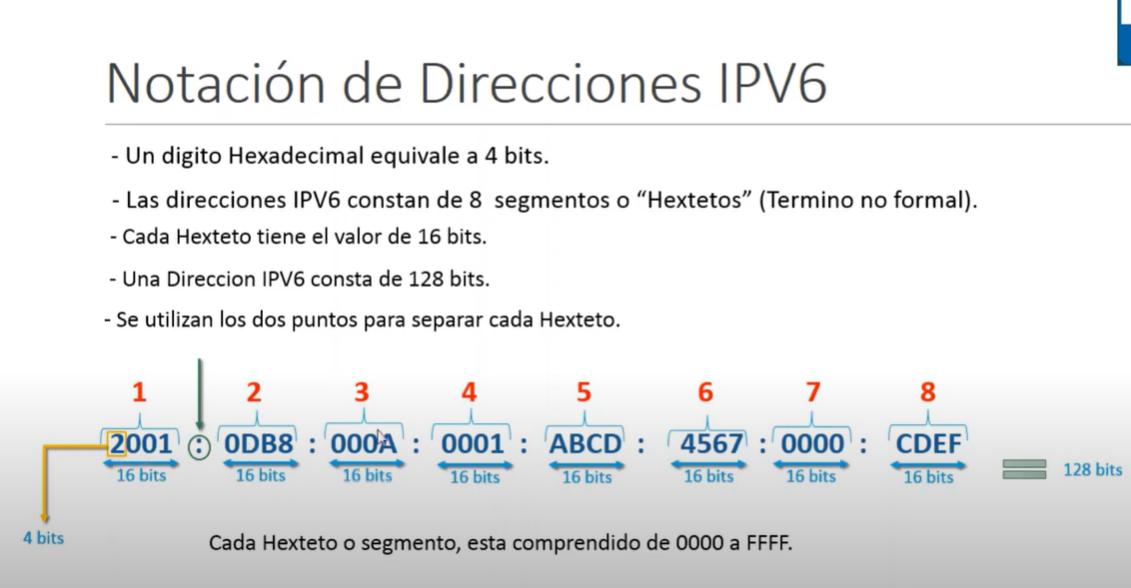 Notación de Direcciones IPV6
- Un digito Hexadecimal equivale a 4 bits.
- Las direcciones IPV6 constan de 8 segmentos o “Hextetos” (Termino no formal).
- Cada Hexteto tiene el valor de 16 bits.
- Una Direccion IPV6 consta de 128 bits.
- Se utilizan los dos puntos para separar cada Hexteto.
1 2 3 4 5 6 7 8
2001 : 0DB8 : 000A : 0001 : ABCD : 4567 : 0000 : CDEF
16 bits 16 bits 16 bits 16 bits 16 bits 16 bits 16 bits 16 bits 128 bits
4 bits
Cada Hexteto o segmento, esta comprendido de 0000 a FFFF.